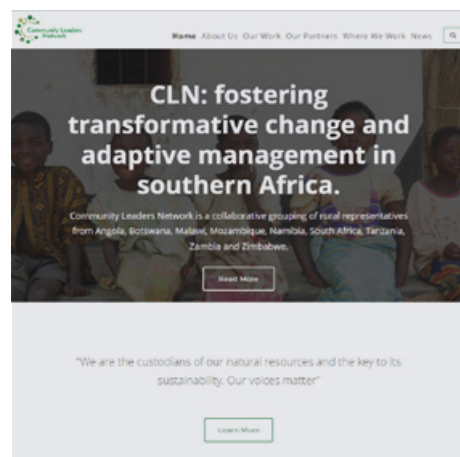 Community Leaders
Network
Home About Us Our Work Our Partners Where We Work News
CLN: fostering
transformative change and
adaptive management in
southern Africa.
Community Leaders Network is a collaborative grouping of rural representatives
from Angola, Botswana, Malawi, Mozambique, Namibia, South Africa, Tanzania,
Zambia and Zimbabwe.
Read More
"We are the custodians of our natural resources and the key to its
sustainability. Our voices matter"
Learn More